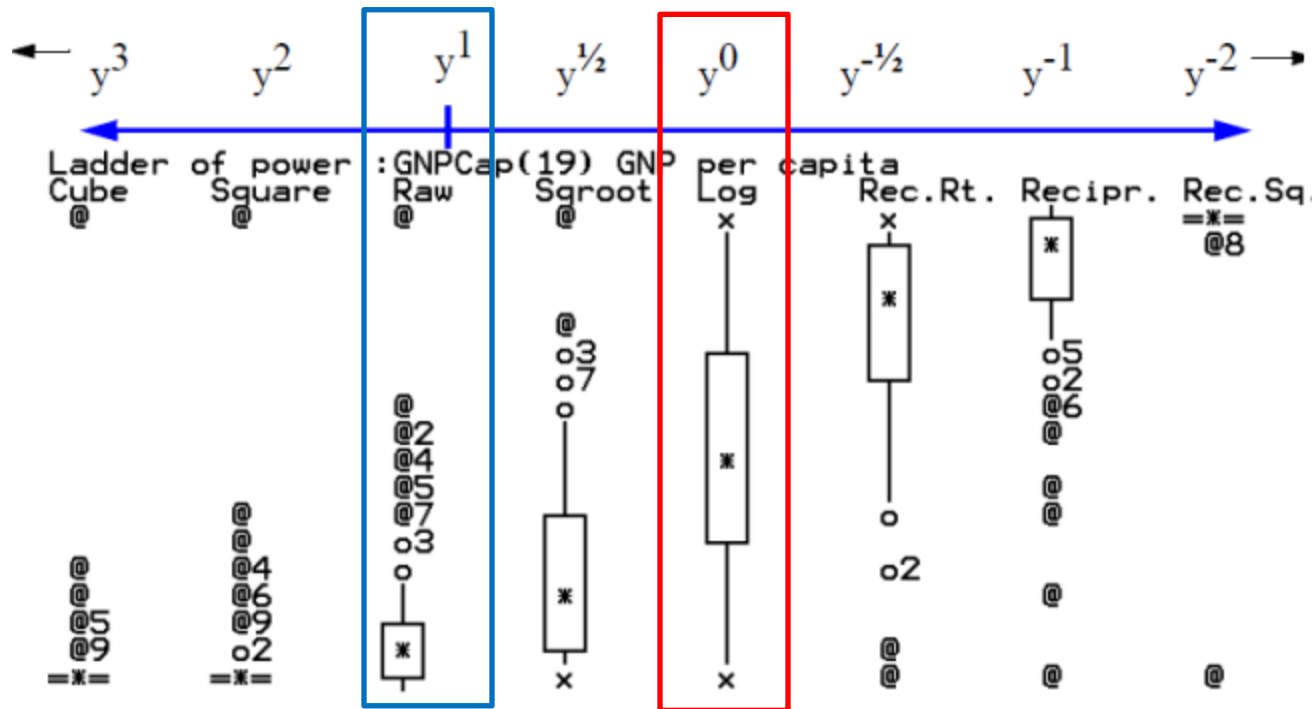 y³ y² y¹ y^½ y⁰ y^-½ y^-1 y^-2
Ladder of power :GNPCap(19) GNP per capita
Cube Square Raw Sqroot Log Rec.Rt. Recipr. Rec.Sq.
@ @ @ @ x x =*=
* @8
*
@
o3 o5
o7 o2
@ o @6
@2 @
@4 *
@5 @
@ @7 o @
@ o3
@ @4 o o2
@ @6 * @
@5 @9
@9 o2 * @
=*= =*= x x @ @ @